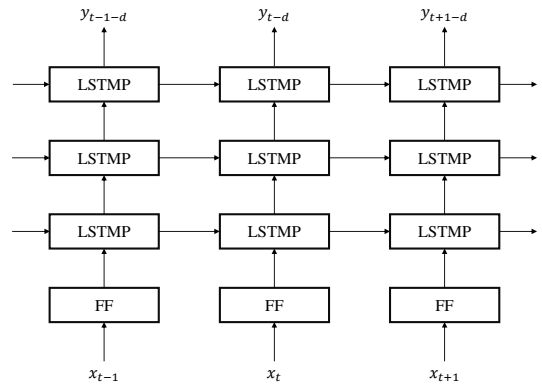 y_{t-1-d} y_{t-d} y_{t+1-d}
LSTMP LSTMP LSTMP
LSTMP LSTMP LSTMP
LSTMP LSTMP LSTMP
FF FF FF
x_{t-1} x_t x_{t+1}